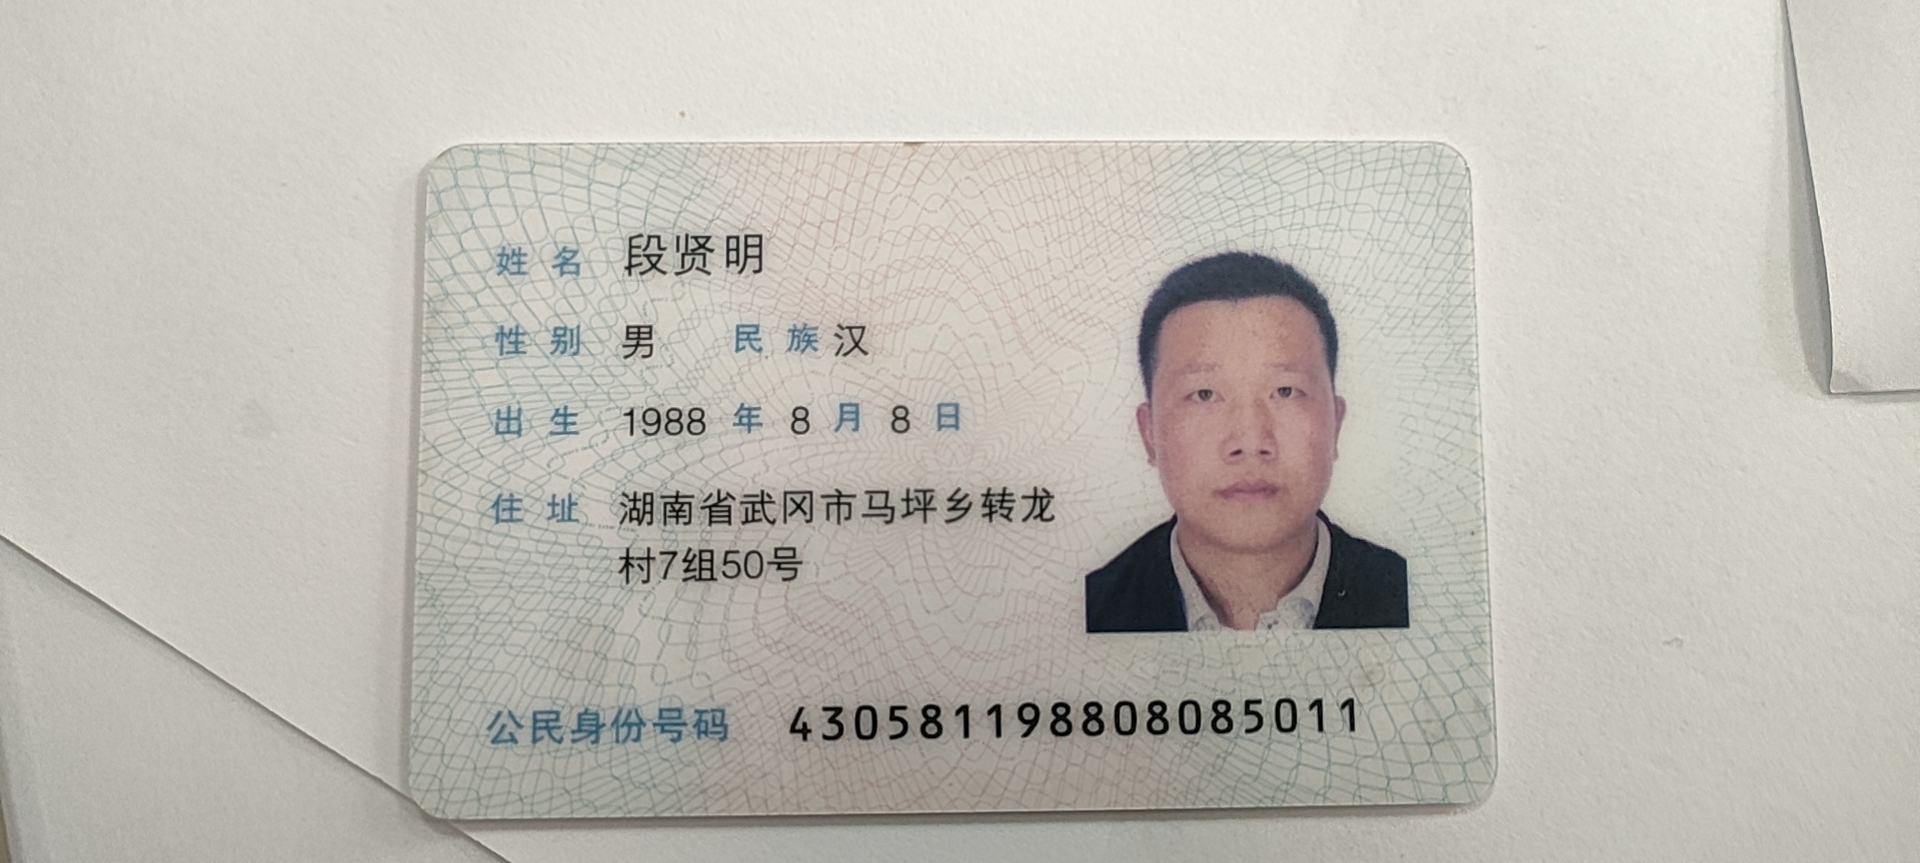 姓名 段贤明
性别 男 民族 汉
出生 1988 年 8 月 8 日
住址 湖南省武冈市马坪乡转龙
村7组50号
公民身份号码 430581198808085011